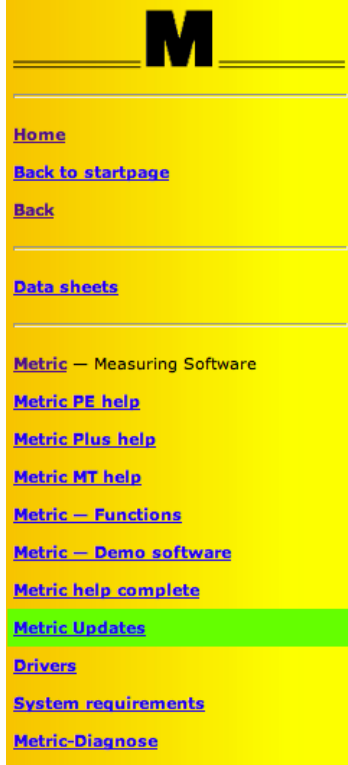 M
Home
Back to startpage
Back
Data sheets
Metric — Measuring Software
Metric PE help
Metric Plus help
Metric MT help
Metric — Functions
Metric — Demo software
Metric help complete
Metric Updates
Drivers
System requirements
Metric-Diagnose